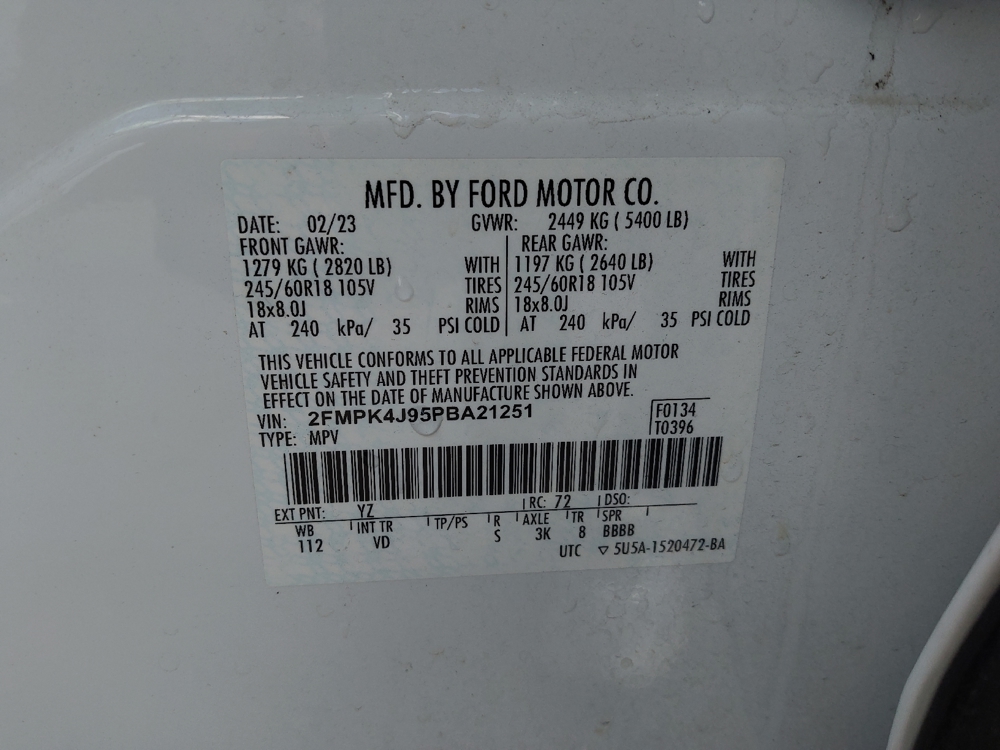 MFD. BY FORD MOTOR CO.
DATE: 02/23 GVWR: 2449 KG ( 5400 LB)
FRONT GAWR: REAR GAWR:
1279 KG ( 2820 LB) WITH 1197 KG ( 2640 LB) WITH
245/60R18 105V TIRES 245/60R18 105V TIRES
18x8.0J RIMS 18x8.0J RIMS
AT 240 kPa/ 35 PSI COLD AT 240 kPa/ 35 PSI COLD
THIS VEHICLE CONFORMS TO ALL APPLICABLE FEDERAL MOTOR
VEHICLE SAFETY AND THEFT PREVENTION STANDARDS IN
EFFECT ON THE DATE OF MANUFACTURE SHOWN ABOVE.
VIN: 2FMPK4J95PBA21251 F0134
TYPE: MPV T0396
EXT PNT: YZ RC: 72 DSO:
WB INT TR TP/PS R AXLE TR SPR
112 VD S 3K 8 BBBB
UTC ▽ 5U5A-1520472-BA